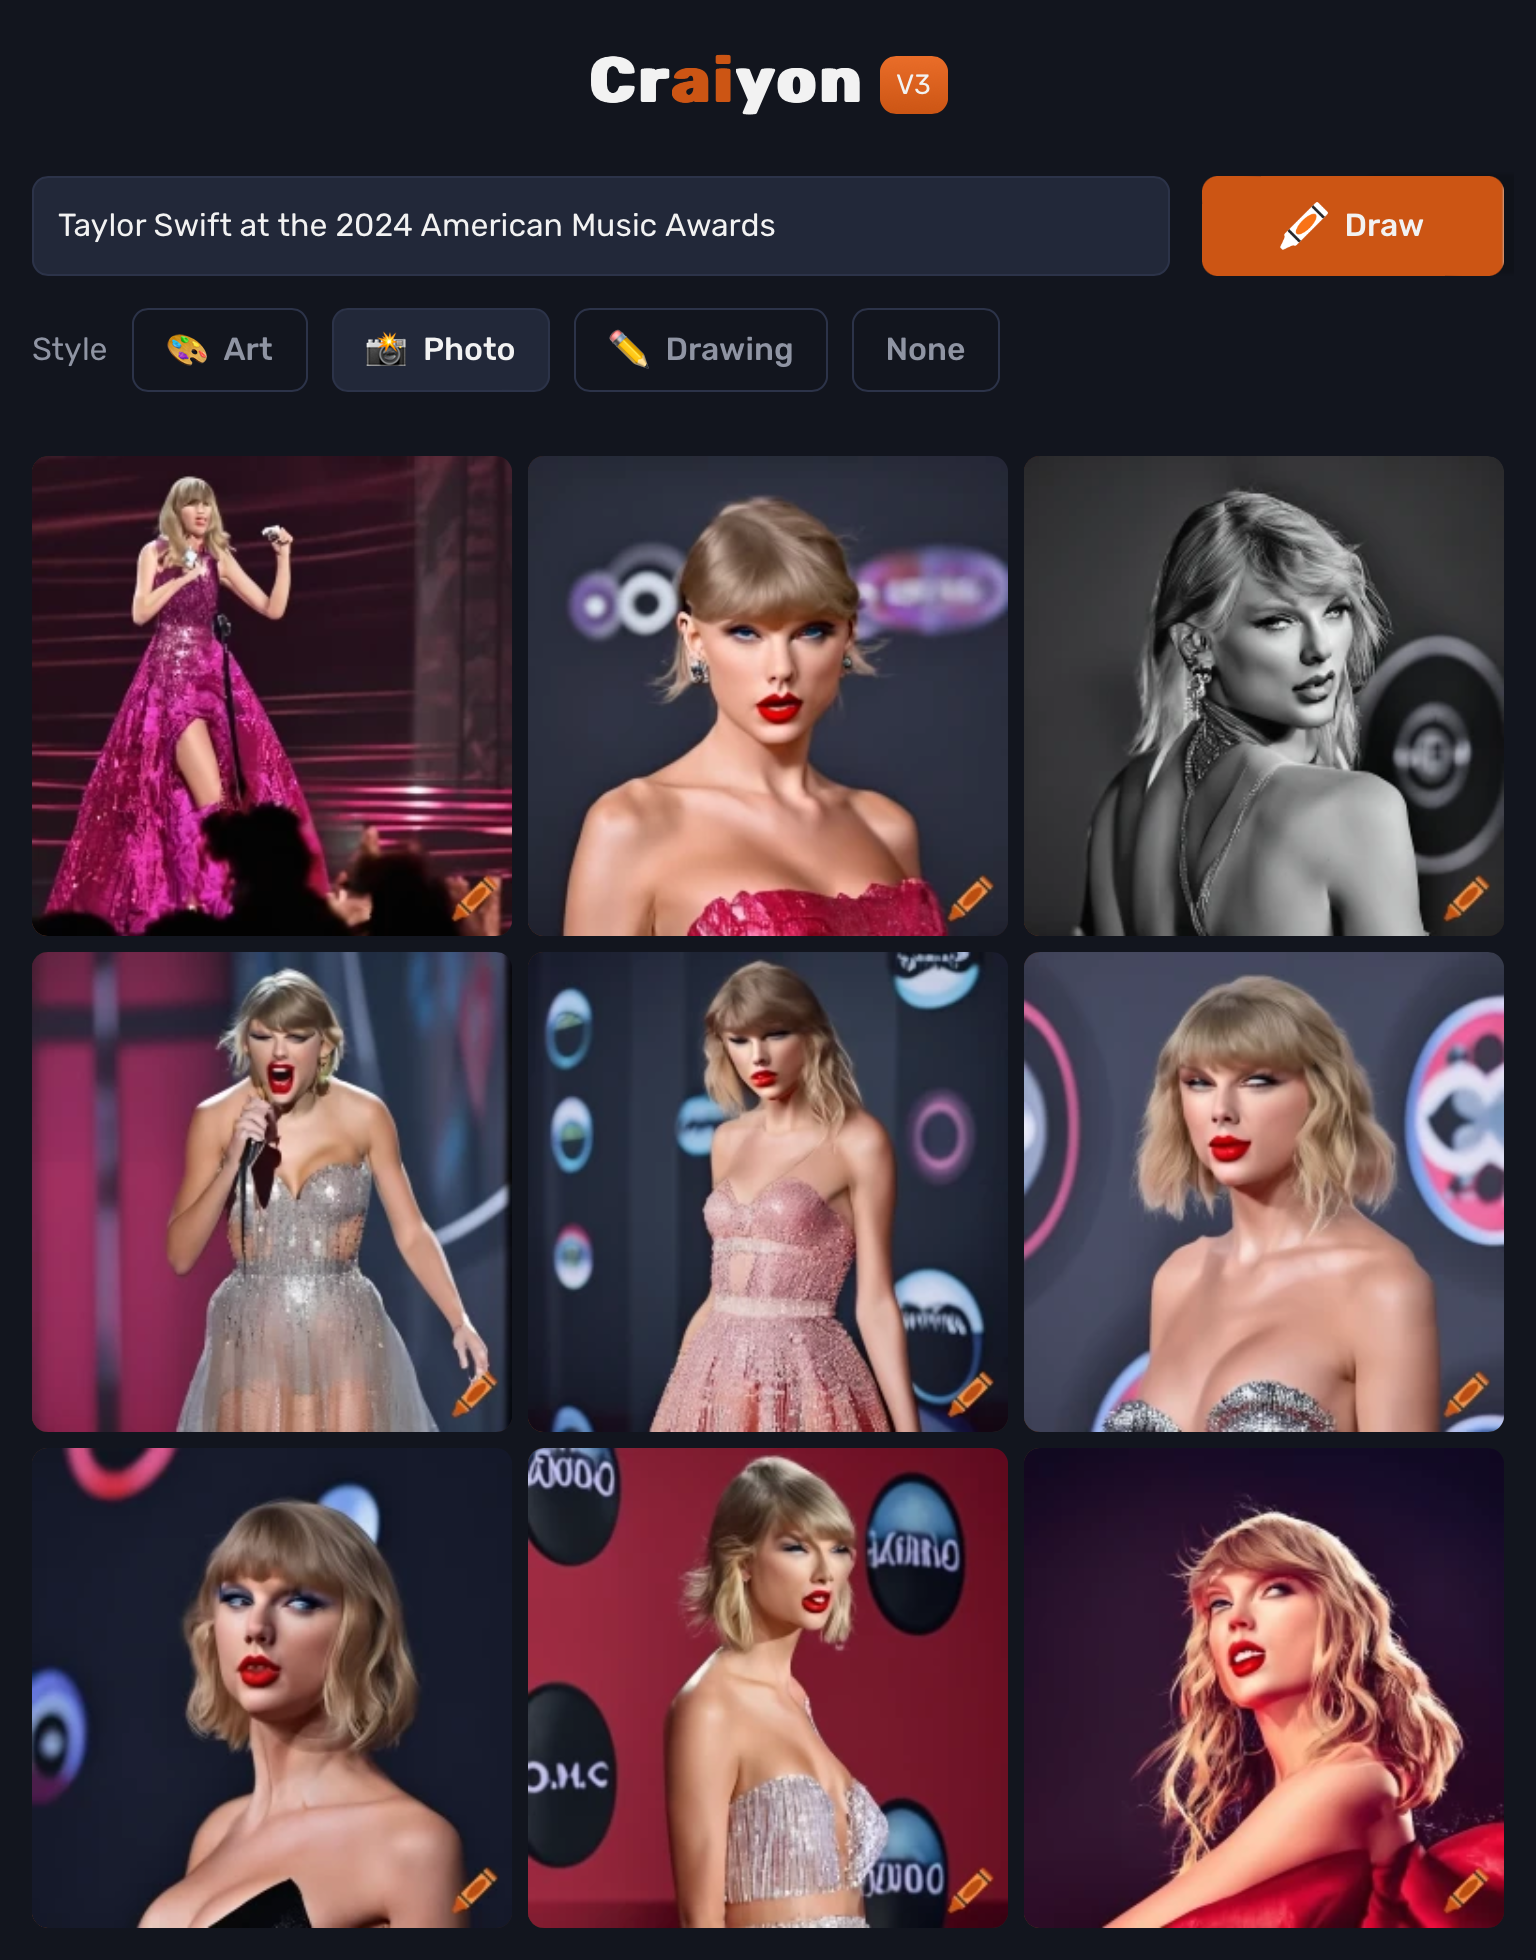 Craiyon V3
Taylor Swift at the 2024 American Music Awards
Draw
Style Art Photo Drawing None
O.M.C